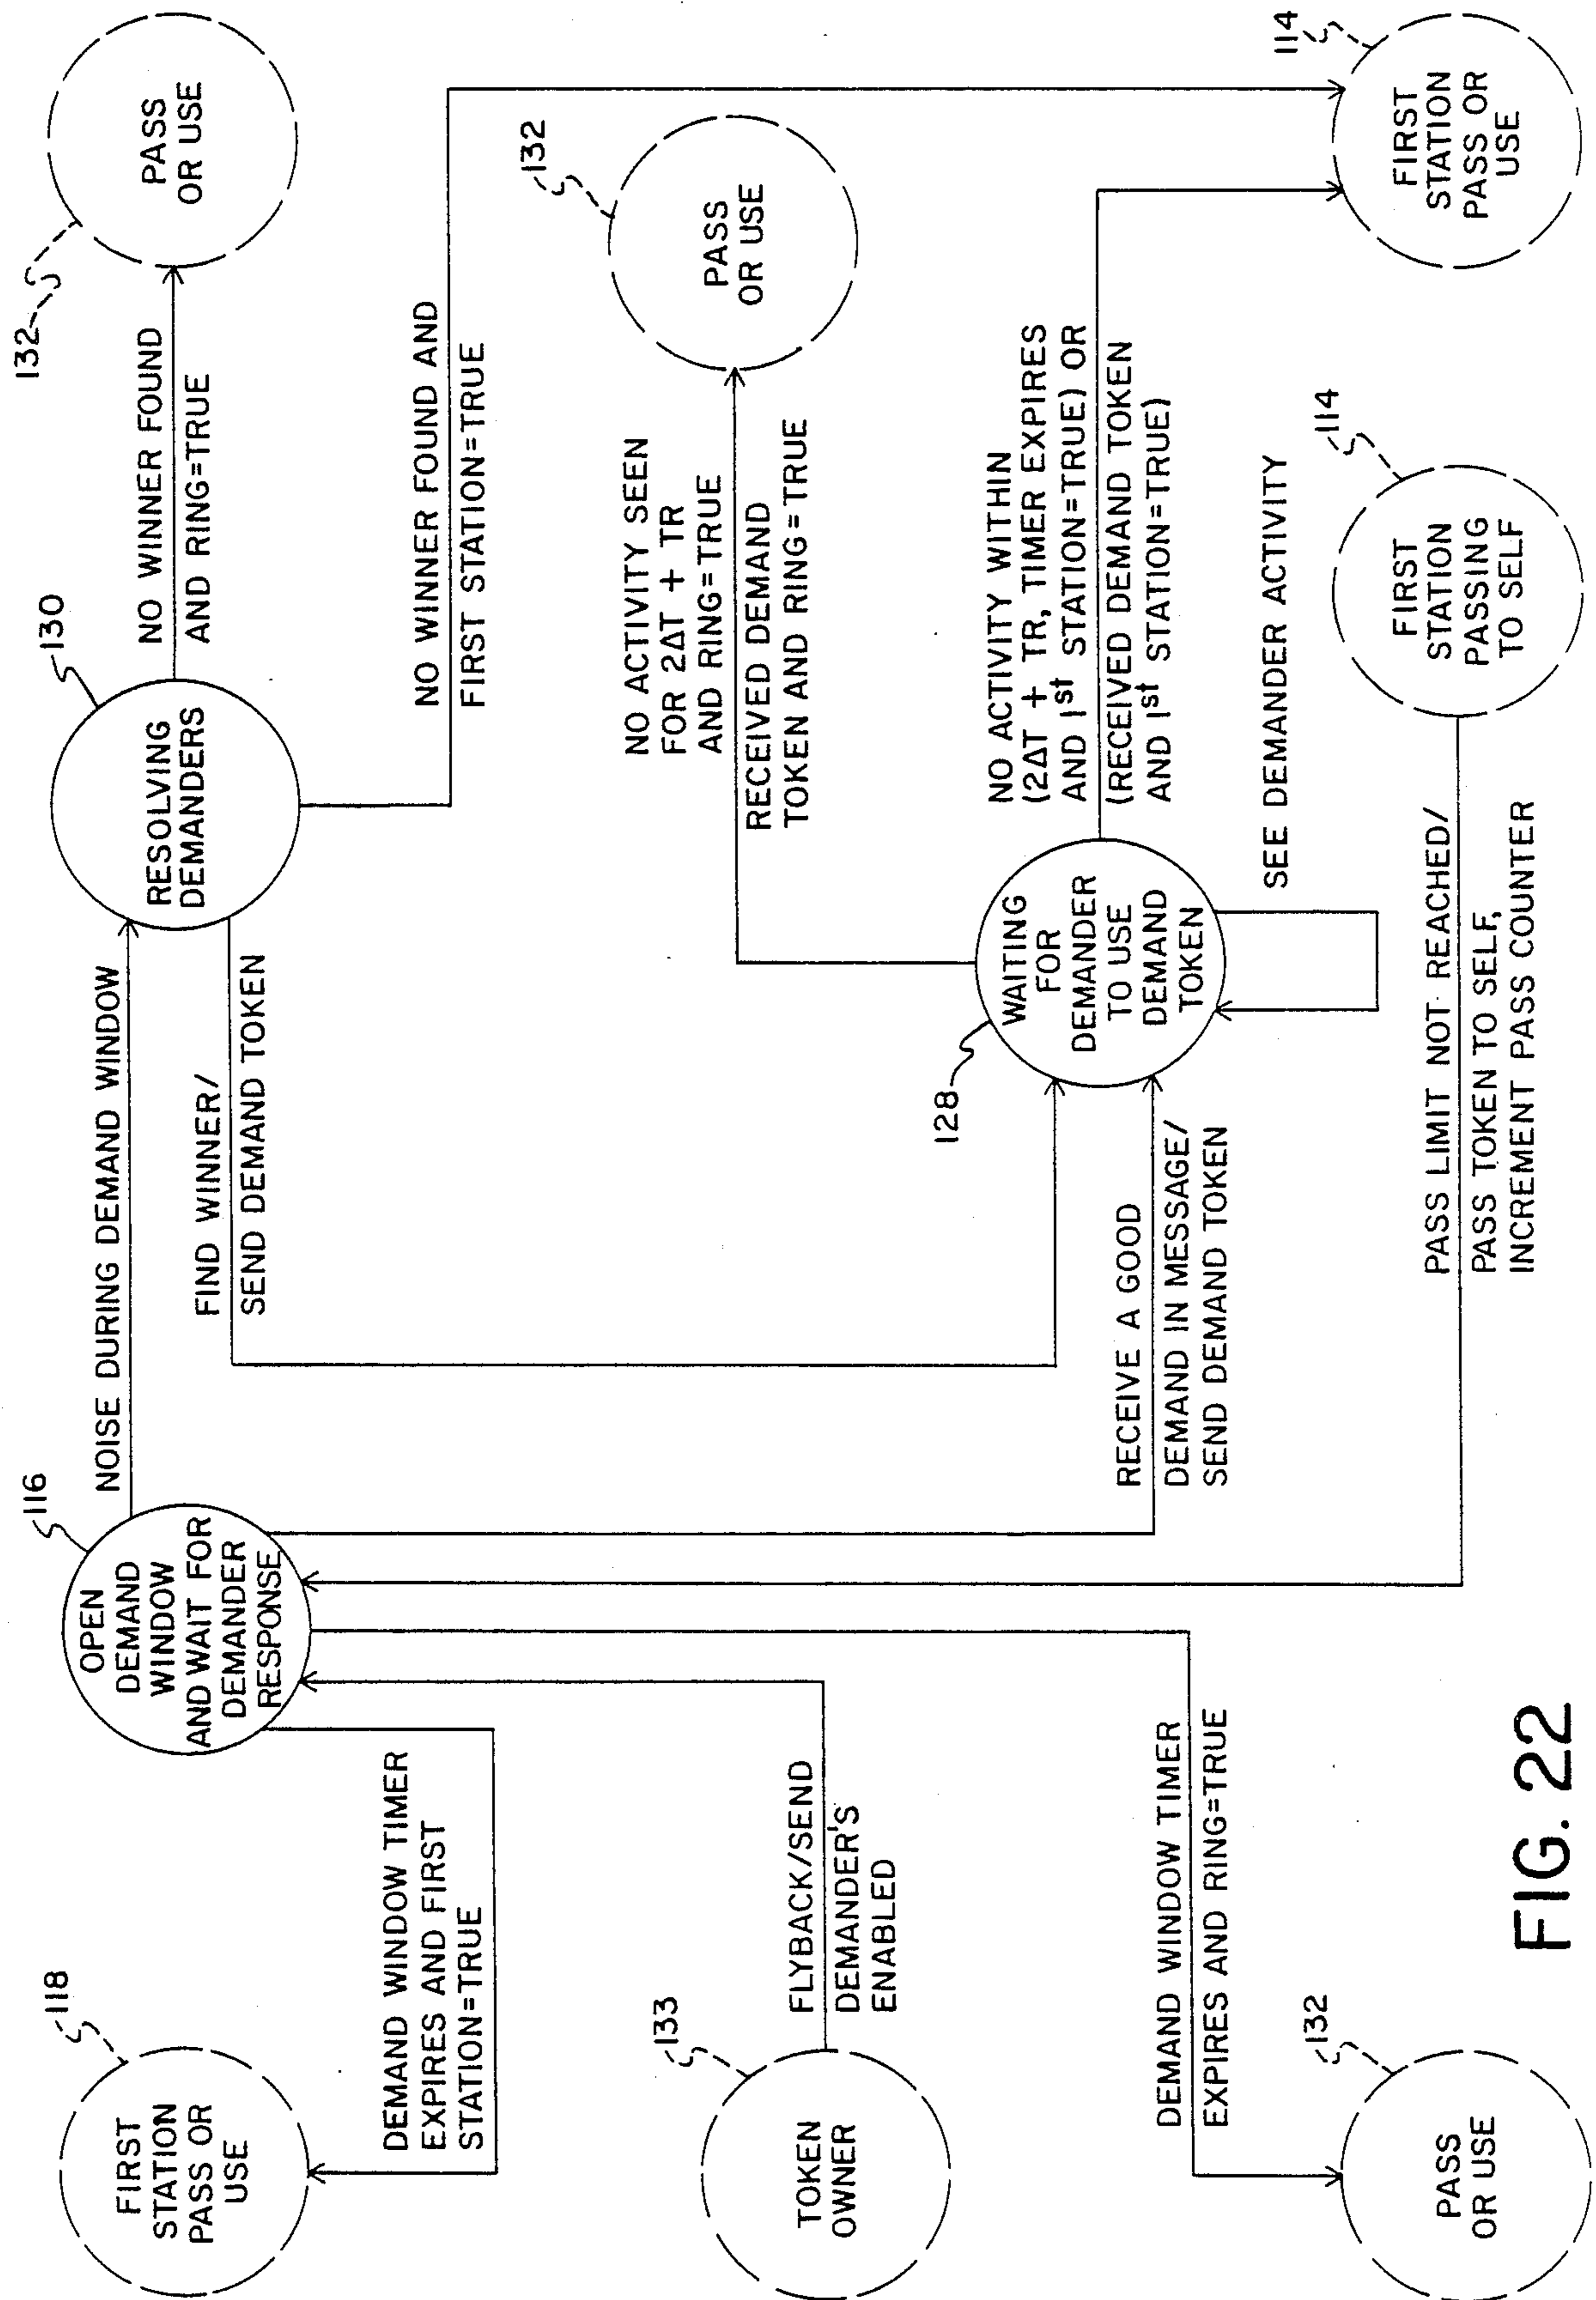 118
FIRST
STATION
PASS OR
USE
DEMAND WINDOW TIMER
EXPIRES AND FIRST
STATION=TRUE
116
OPEN
DEMAND
WINDOW
AND WAIT FOR
DEMANDER
RESPONSE
NOISE DURING DEMAND WINDOW
FIND WINNER/
SEND DEMAND TOKEN
130
RESOLVING
DEMANDERS
NO WINNER FOUND
AND RING=TRUE
132
PASS
OR USE
NO WINNER FOUND AND
FIRST STATION=TRUE
133
TOKEN
OWNER
FLYBACK/SEND
DEMANDER'S
ENABLED
NO ACTIVITY SEEN
FOR 2ΔT + TR
AND RING=TRUE
RECEIVED DEMAND
TOKEN AND RING=TRUE
132
PASS
OR USE
128
WAITING
FOR
DEMANDER
TO USE
DEMAND
TOKEN
NO ACTIVITY WITHIN
(2ΔT + TR, TIMER EXPIRES
AND 1st STATION=TRUE) OR
(RECEIVED DEMAND TOKEN
AND 1st STATION=TRUE)
RECEIVE A GOOD
DEMAND IN MESSAGE/
SEND DEMAND TOKEN
SEE DEMANDER ACTIVITY
114
FIRST
STATION
PASS OR
USE
DEMAND WINDOW TIMER
EXPIRES AND RING=TRUE
132
PASS
OR USE
PASS LIMIT NOT REACHED/
PASS TOKEN TO SELF,
INCREMENT PASS COUNTER
114
FIRST
STATION
PASSING
TO SELF
FIG. 22